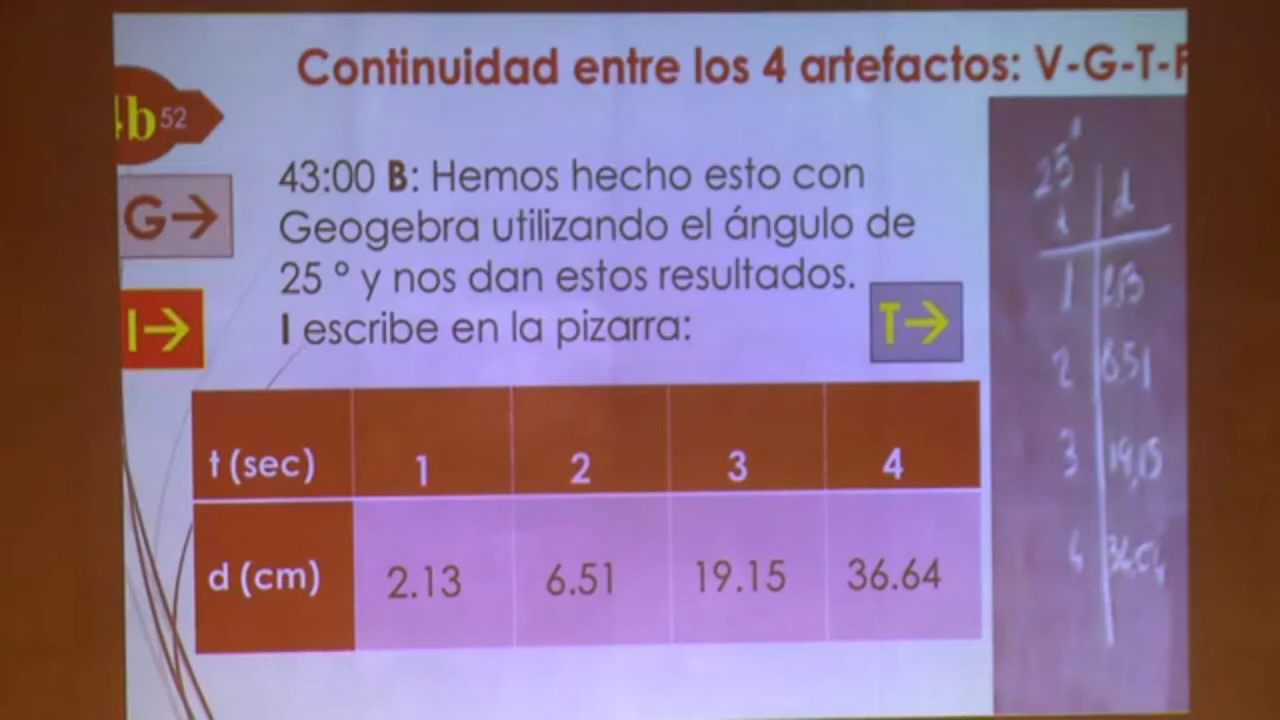 Continuidad entre los 4 artefactos: V-G-T-F
4b 52
43:00 B: Hemos hecho esto con
G→
Geogebra utilizando el ángulo de
25 º y nos dan estos resultados.
I→
I escribe en la pizarra:
T→
t (sec) 1 2 3 4
d (cm) 2.13 6.51 19.15 36.64
25
d
1 2,13
2 6.51
3 19,15
4